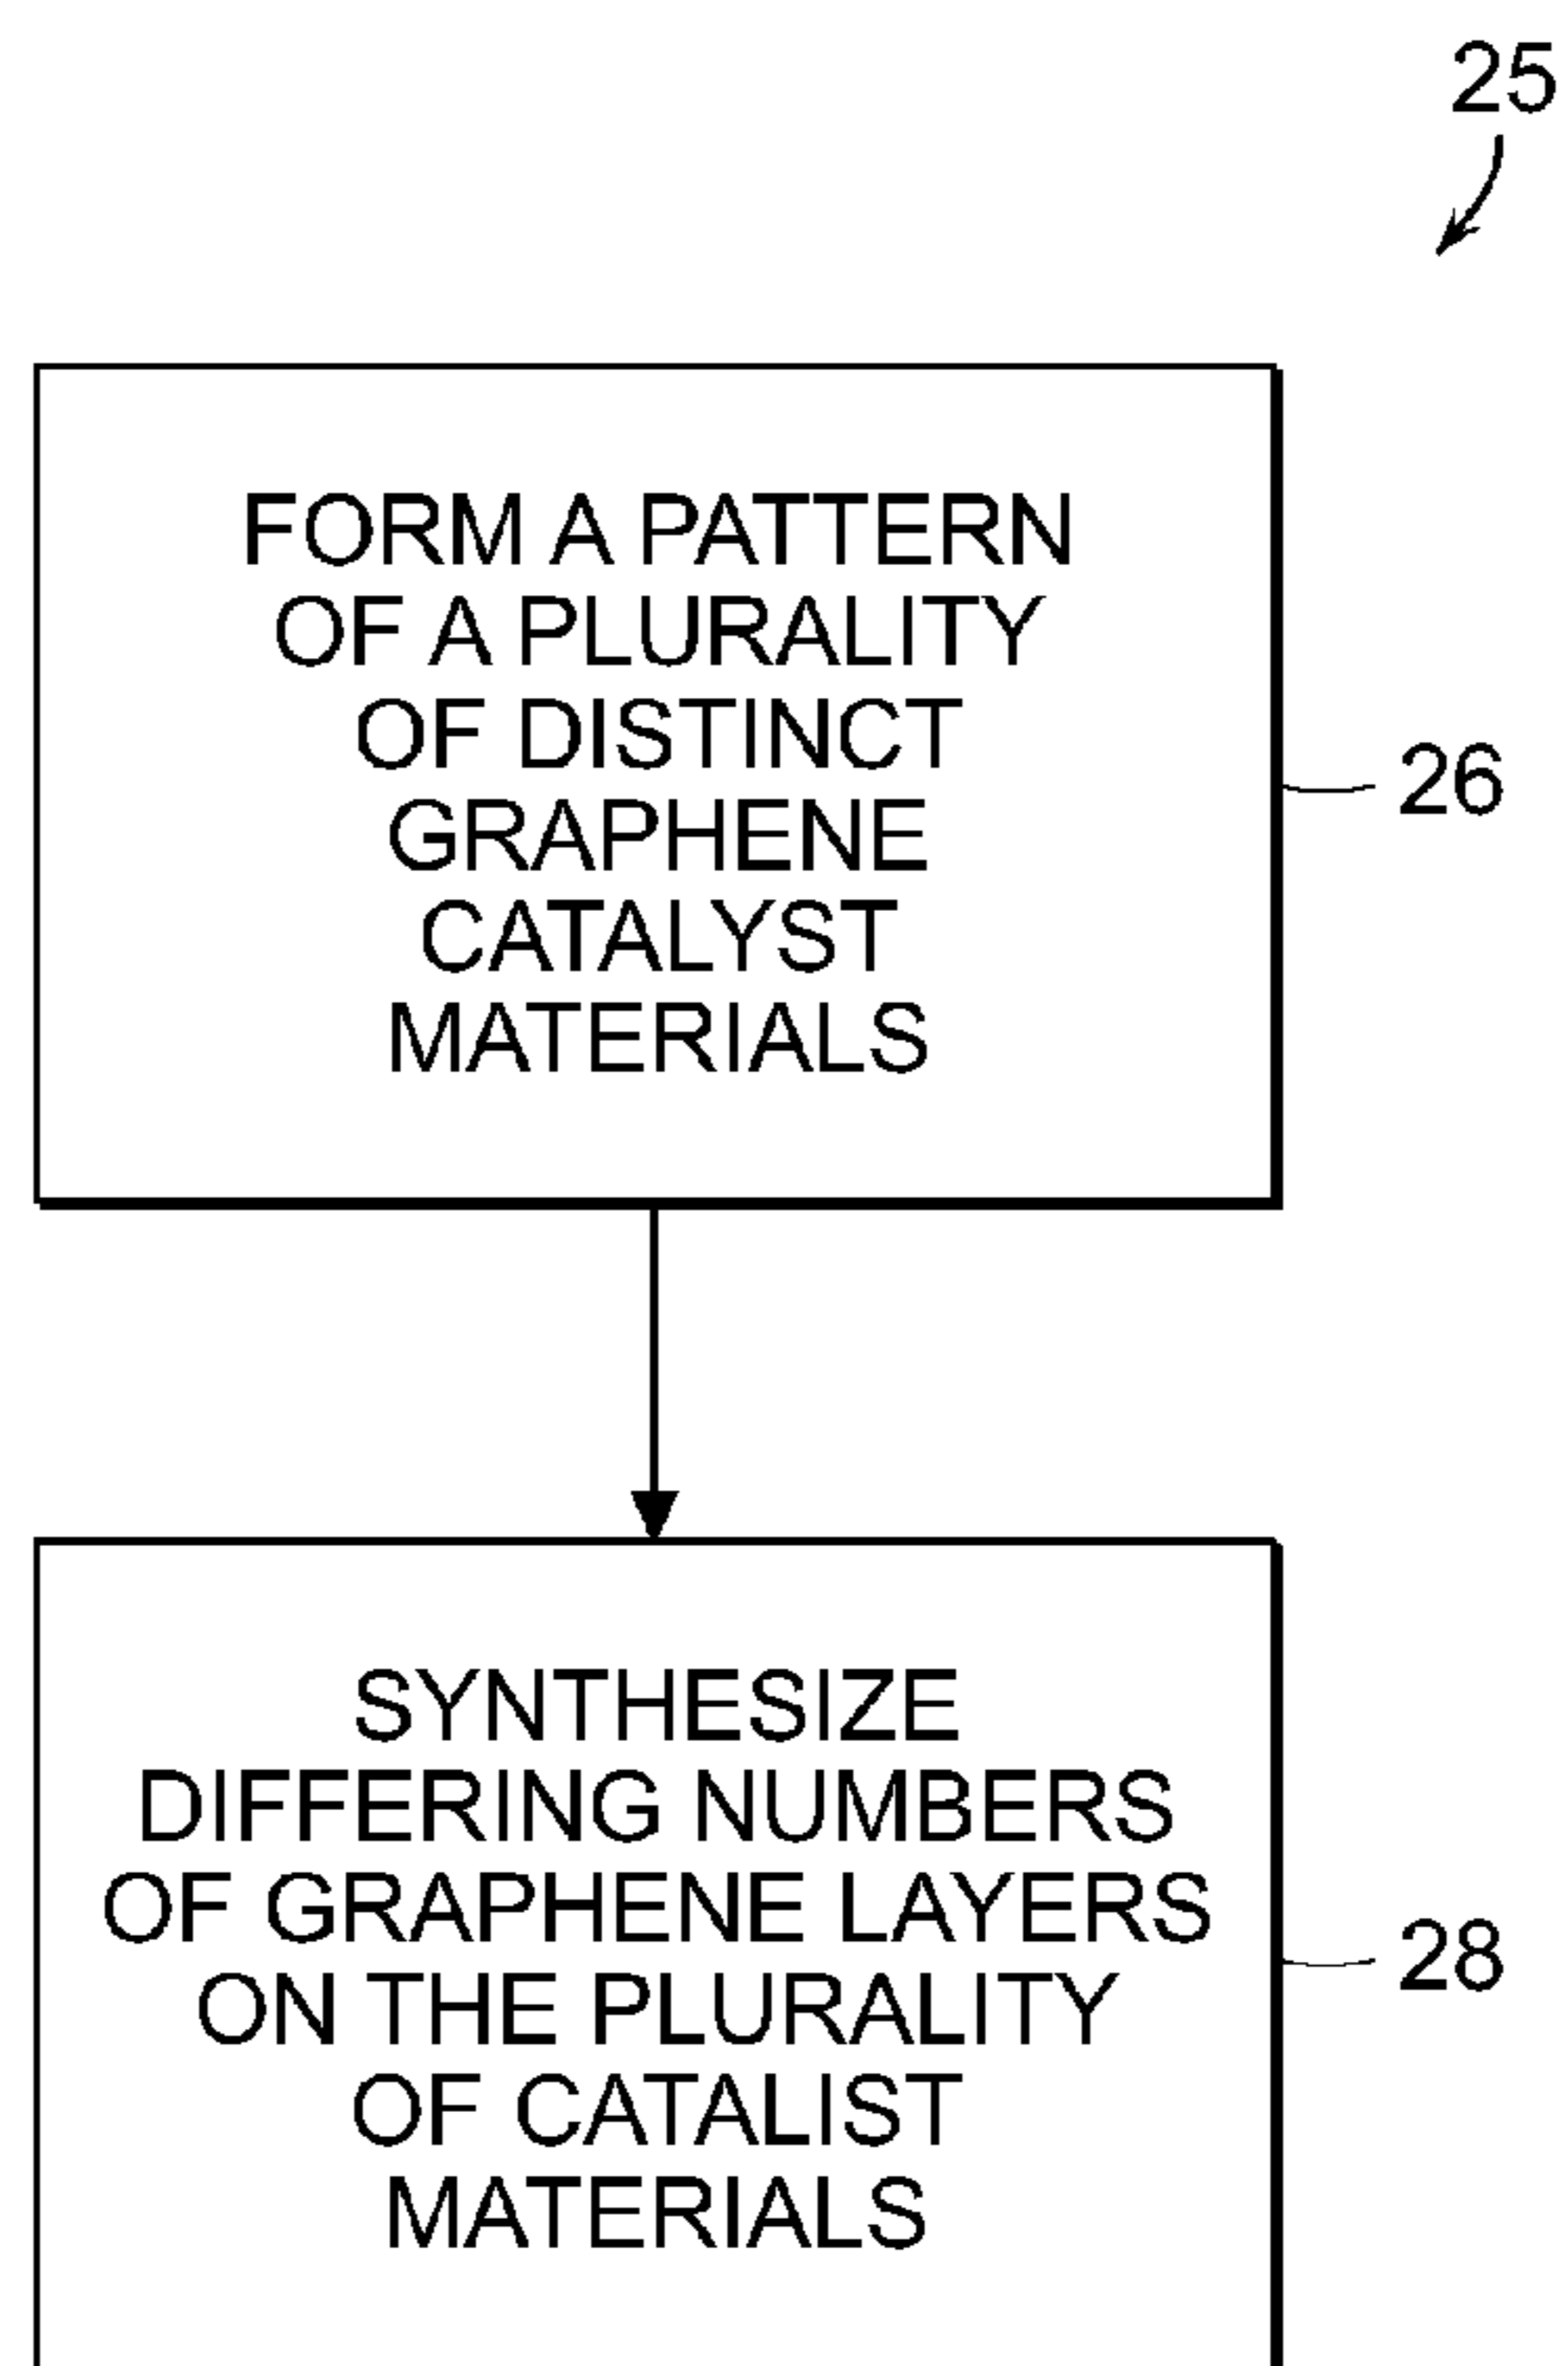 25
FORM A PATTERN
OF A PLURALITY
OF DISTINCT
GRAPHENE
CATALYST
MATERIALS
26
SYNTHESIZE
DIFFERING NUMBERS
OF GRAPHENE LAYERS
ON THE PLURALITY
OF CATALIST
MATERIALS
28